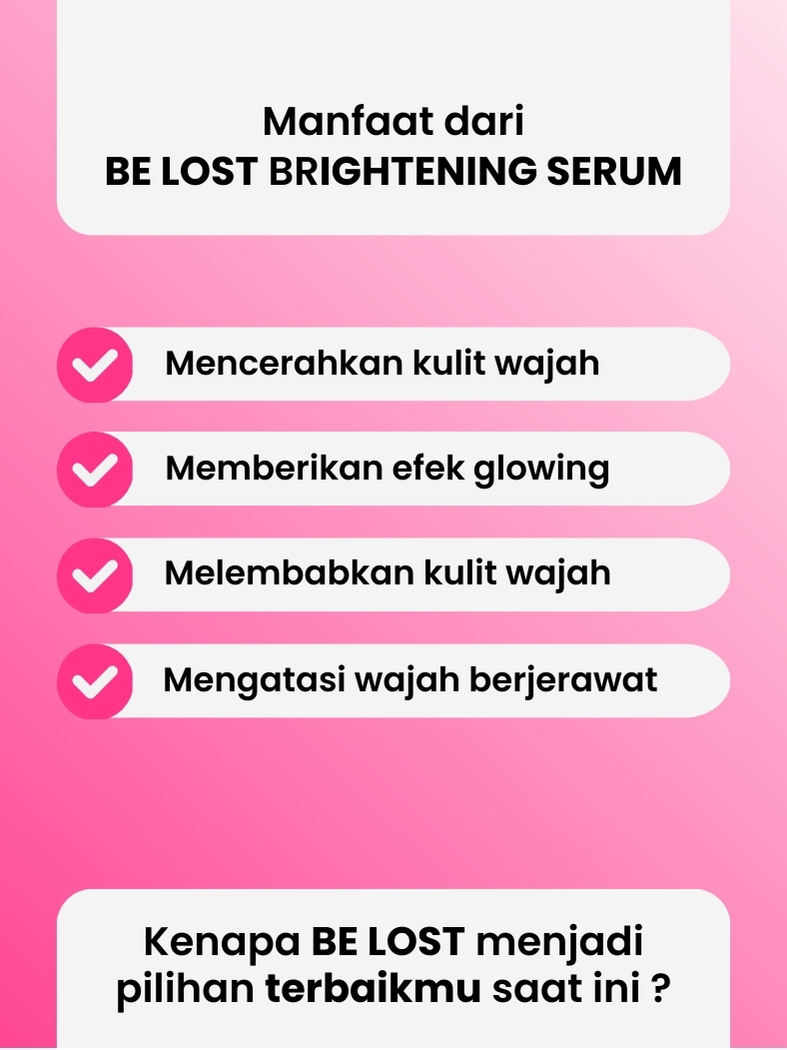 Manfaat dari
BE LOST BRIGHTENING SERUM
Mencerahkan kulit wajah
Memberikan efek glowing
Melembabkan kulit wajah
Mengatasi wajah berjerawat
Kenapa BE LOST menjadi
pilihan terbaikmu saat ini ?